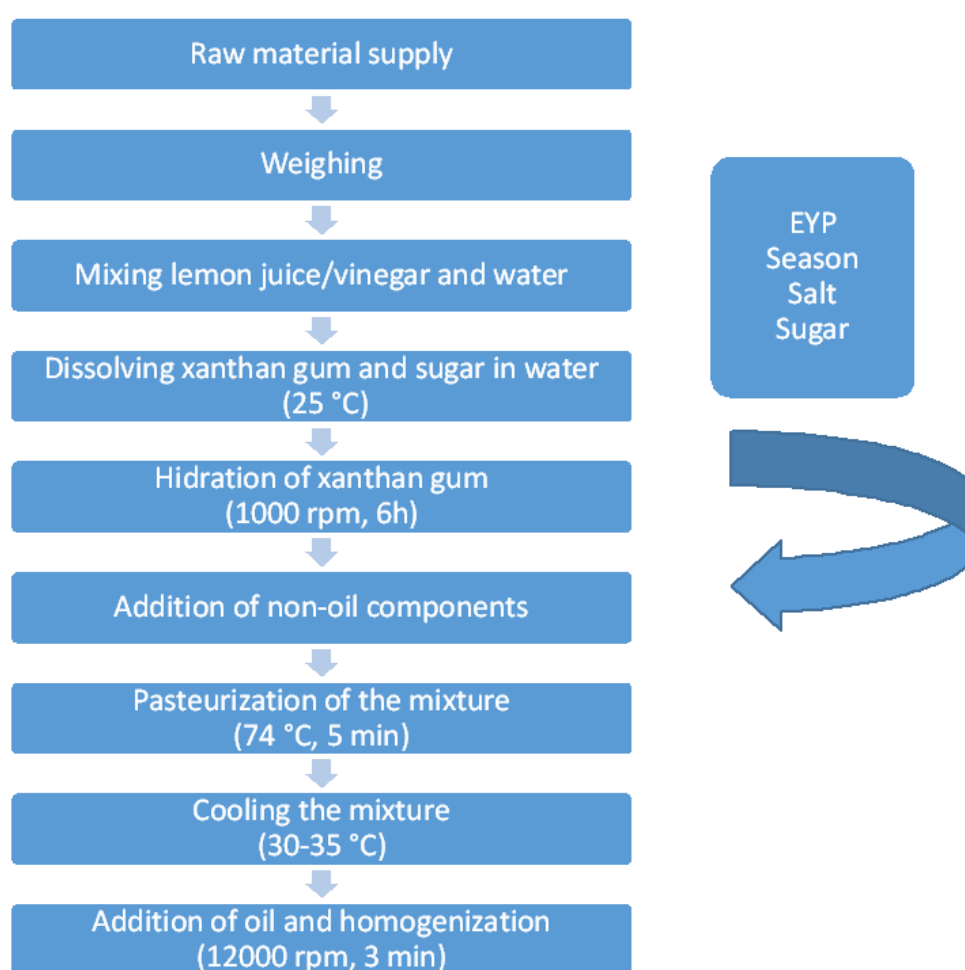 Raw material supply
Weighing
Mixing lemon juice/vinegar and water
Dissolving xanthan gum and sugar in water
(25 °C)
Hidration of xanthan gum
(1000 rpm, 6h)
Addition of non-oil components
Pasteurization of the mixture
(74 °C, 5 min)
Cooling the mixture
(30-35 °C)
Addition of oil and homogenization
(12000 rpm, 3 min)
EYP
Season
Salt
Sugar